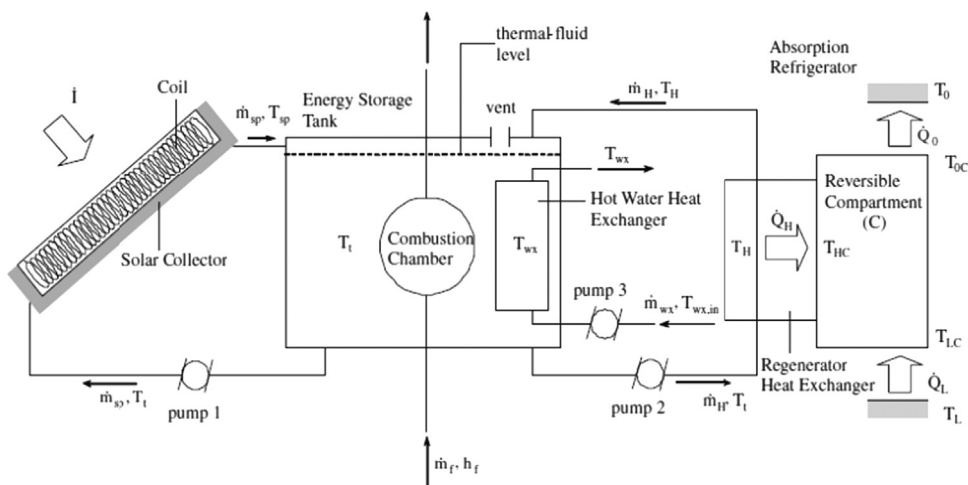 thermal-fluid
level
Absorption
Refrigerator
İ
Coil
ṁsp, Tsp
Energy Storage
Tank
vent
ṁH, TH
T0
Q̇0
Twx
T0C
Hot Water Heat
Exchanger
Reversible
Compartment
(C)
Solar Collector
Tt
Combustion
Chamber
Twx
Q̇H
TH
THC
pump 3
ṁwx, Twx,in
TLC
Regenerator
Heat Exchanger
Q̇L
ṁsp, Tt
pump 1
pump 2
ṁH, Tt
TL
ṁf, hf